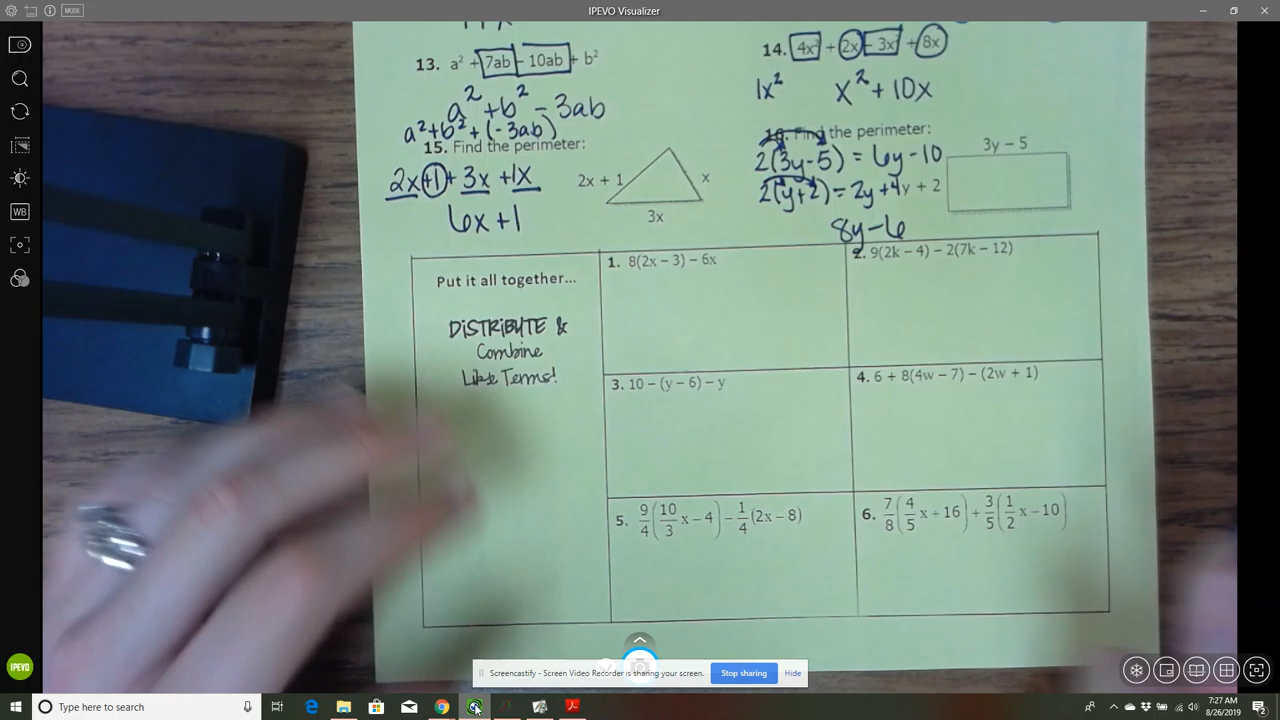 IPEVO Visualizer
MODE
13. a² + 7ab - 10ab + b²
a² + b² - 3ab
a² + b² + (-3ab)
14. 4x² + 2x - 3x² + 8x
1x² x² + 10x
15. Find the perimeter:
2x + 1 + 3x + 1x
6x + 1
2x + 1
x
3x
16. Find the perimeter:
2(3y - 5) = 6y - 10
2(y + 2) = 2y + 4
8y - 6
3y – 5
y + 2
Put it all together...
DISTRIBUTE &
Combine
Like Terms!
1. 8(2x – 3) – 6x
2. 9(2k – 4) – 2(7k – 12)
3. 10 – (y – 6) – y
4. 6 + 8(4w – 7) – (2w + 1)
5. 9/4(10/3 x – 4) – 1/4(2x – 8)
6. 7/8(4/5 x + 16) + 3/5(1/2 x – 10)
WB
IPEVO
Screencastify - Screen Video Recorder is sharing your screen. Stop sharing Hide
Type here to search
7:27 AM
8/26/2019
2